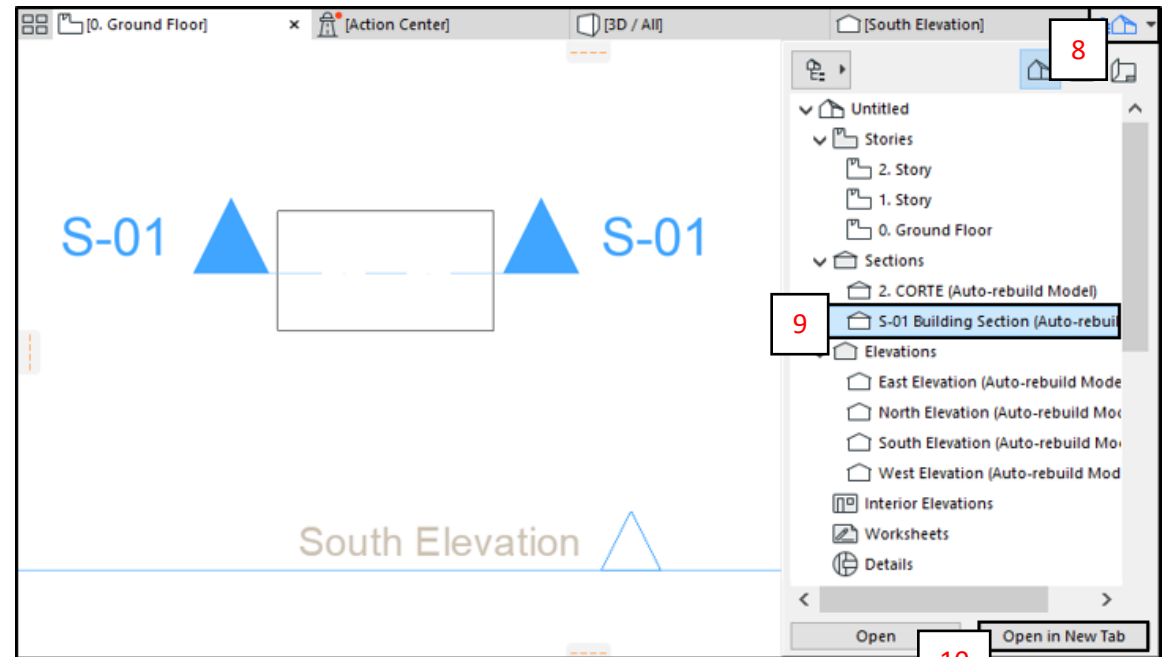 [0. Ground Floor]
[Action Center]
[3D / All]
[South Elevation]
8
Untitled
Stories
2. Story
1. Story
0. Ground Floor
Sections
2. CORTE (Auto-rebuild Model)
9
S-01 Building Section (Auto-rebuil
Elevations
East Elevation (Auto-rebuild Mode
North Elevation (Auto-rebuild Mod
South Elevation (Auto-rebuild Mo
West Elevation (Auto-rebuild Mod
Interior Elevations
Worksheets
Details
Open
10
Open in New Tab
S-01
S-01
South Elevation